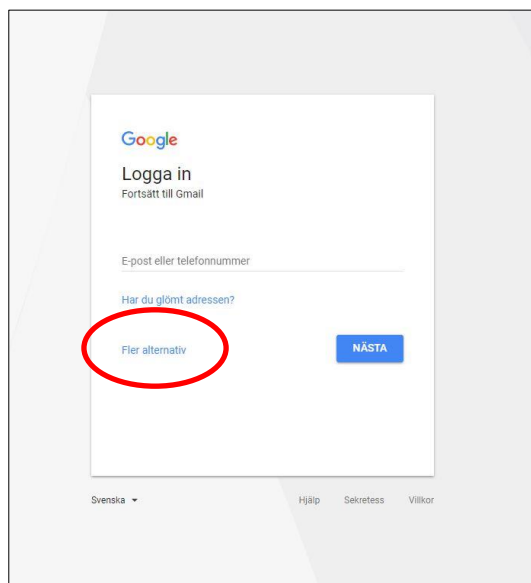 Google
Logga in
Fortsätt till Gmail
E-post eller telefonnummer
Har du glömt adressen?
Fler alternativ
NÄSTA
Svenska
Hjälp Sekretess Villkor